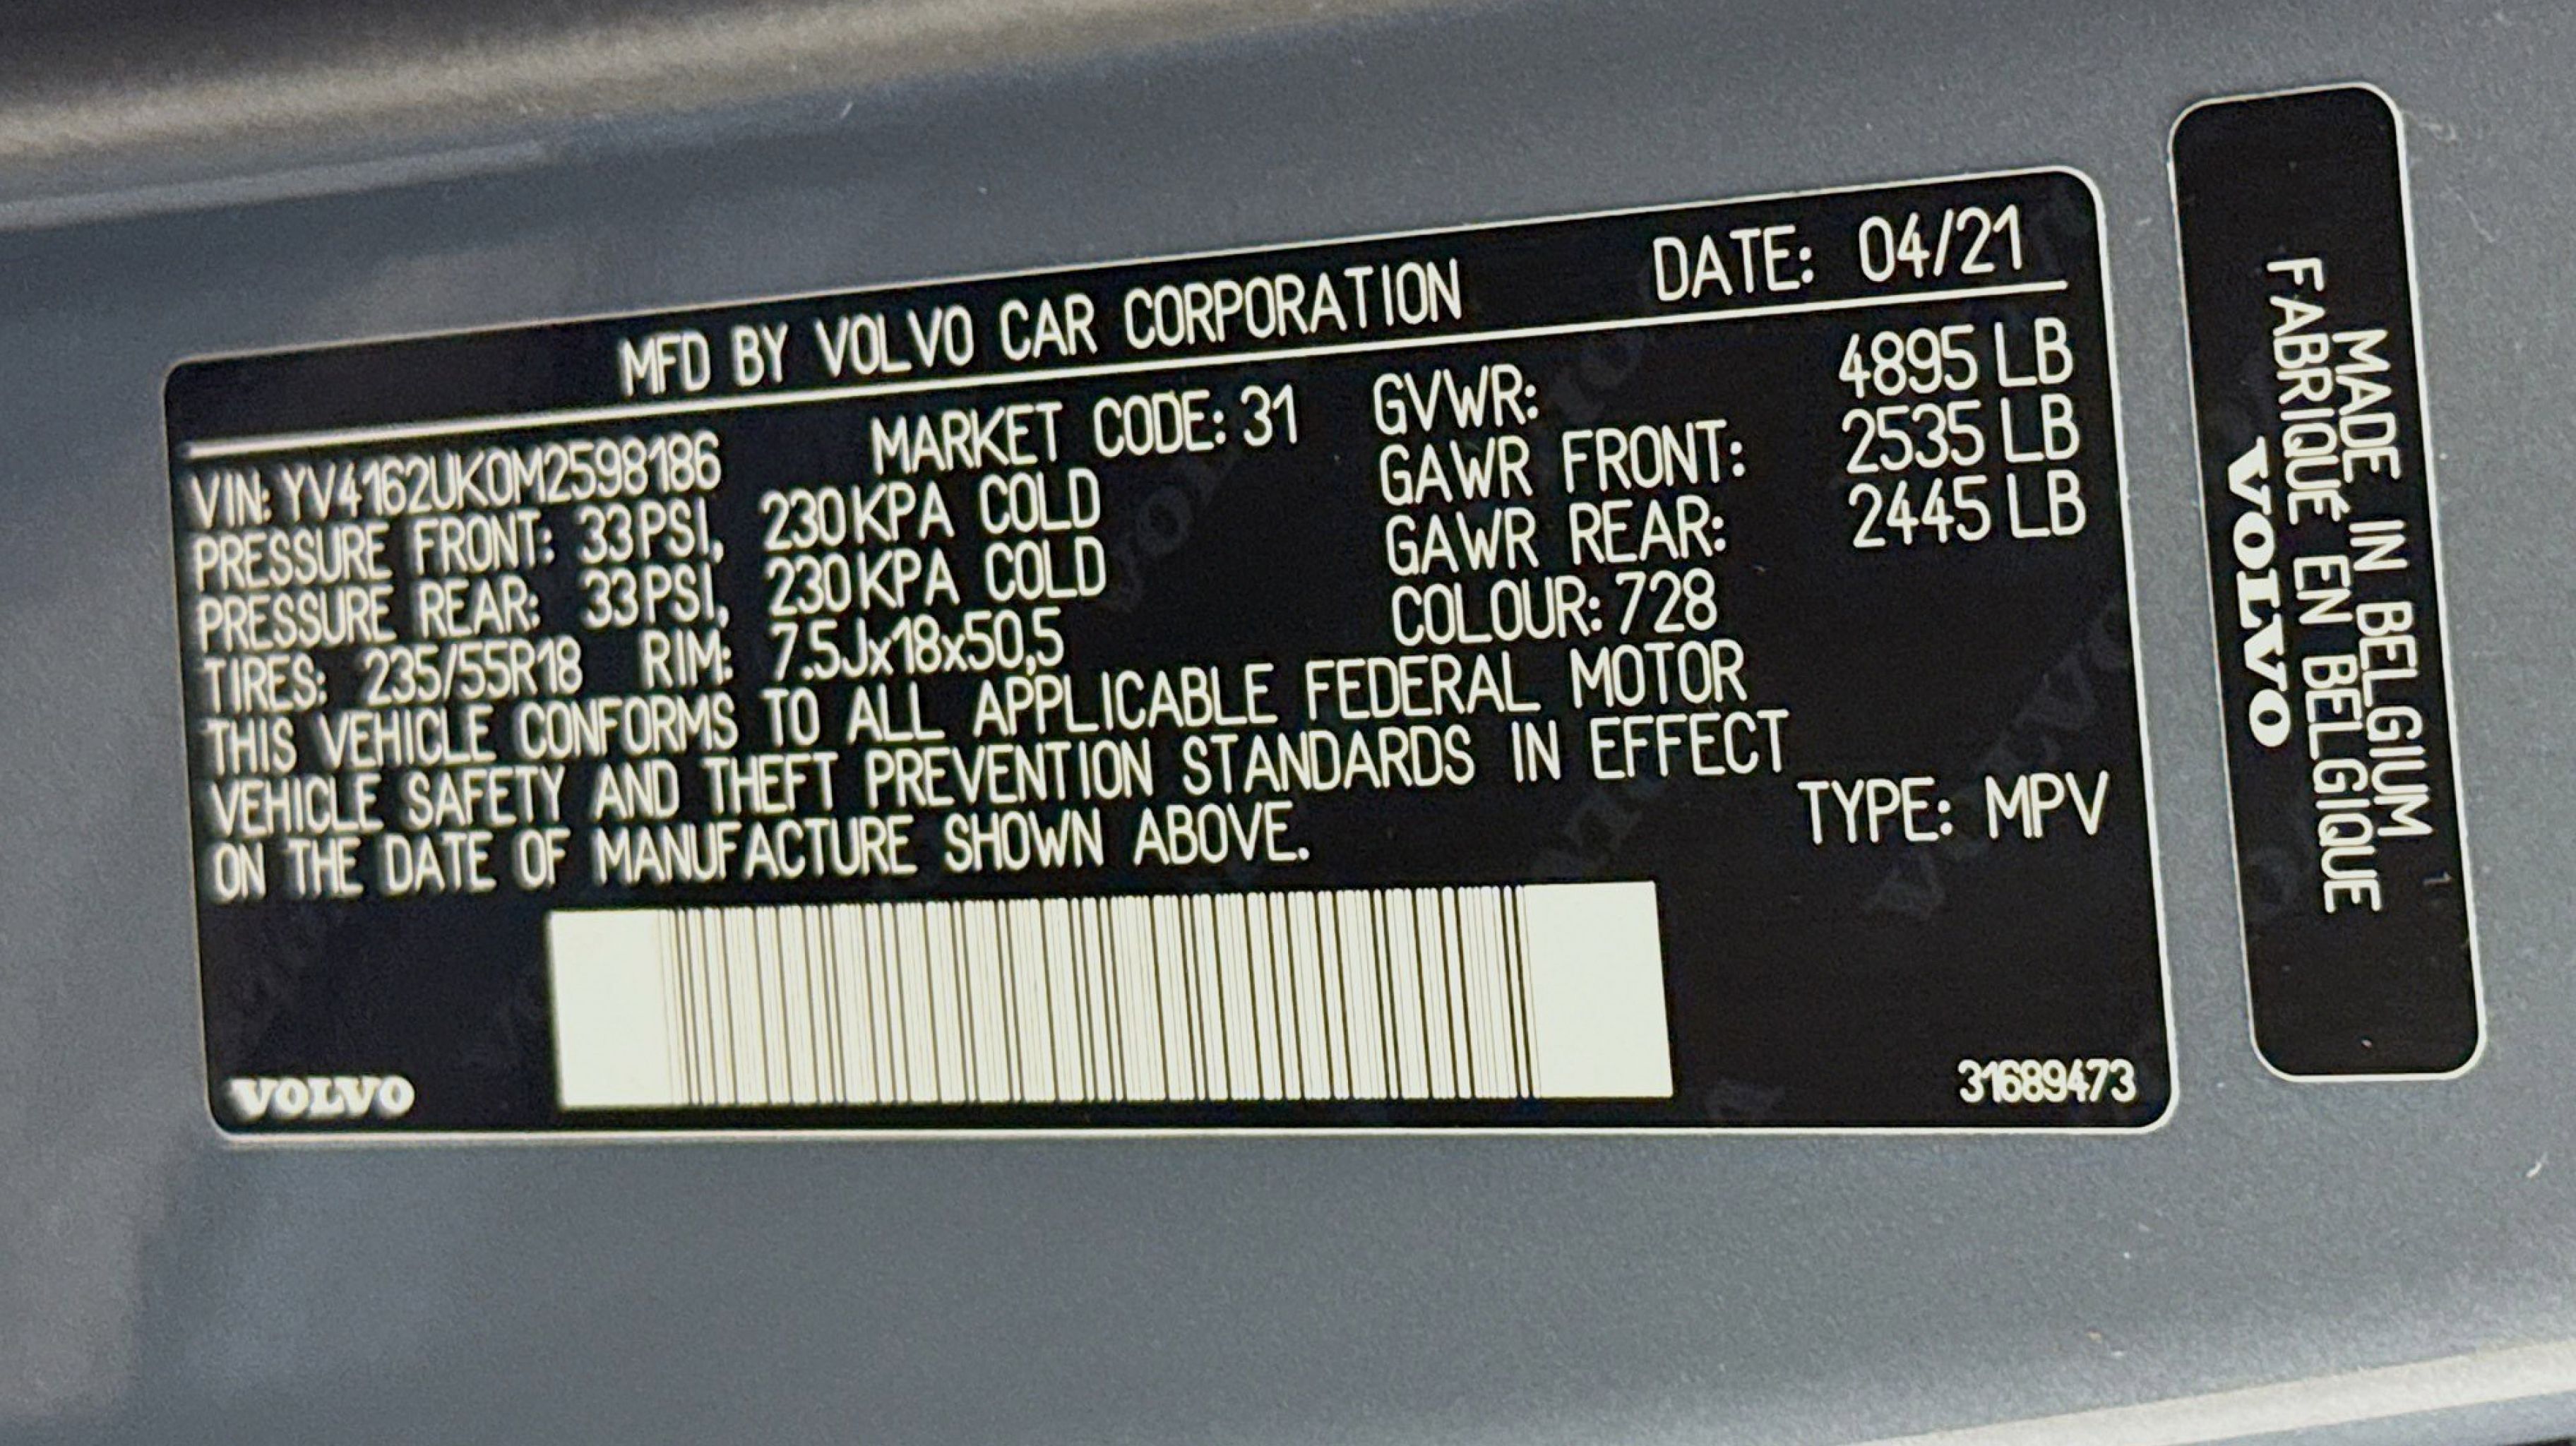 MFD BY VOLVO CAR CORPORATION DATE: 04/21
VIN: YV4162UK0M2598186 MARKET CODE: 31 GVWR: 4895 LB
PRESSURE FRONT: 33PSI, 230KPA COLD GAWR FRONT: 2535 LB
PRESSURE REAR: 33PSI, 230KPA COLD GAWR REAR: 2445 LB
TIRES: 235/55R18 RIM: 7.5Jx18x50,5 COLOUR: 728
THIS VEHICLE CONFORMS TO ALL APPLICABLE FEDERAL MOTOR
VEHICLE SAFETY AND THEFT PREVENTION STANDARDS IN EFFECT
ON THE DATE OF MANUFACTURE SHOWN ABOVE. TYPE: MPV
VOLVO
31689473
MADE IN BELGIUM
FABRIQUÉ EN BELGIQUE
VOLVO